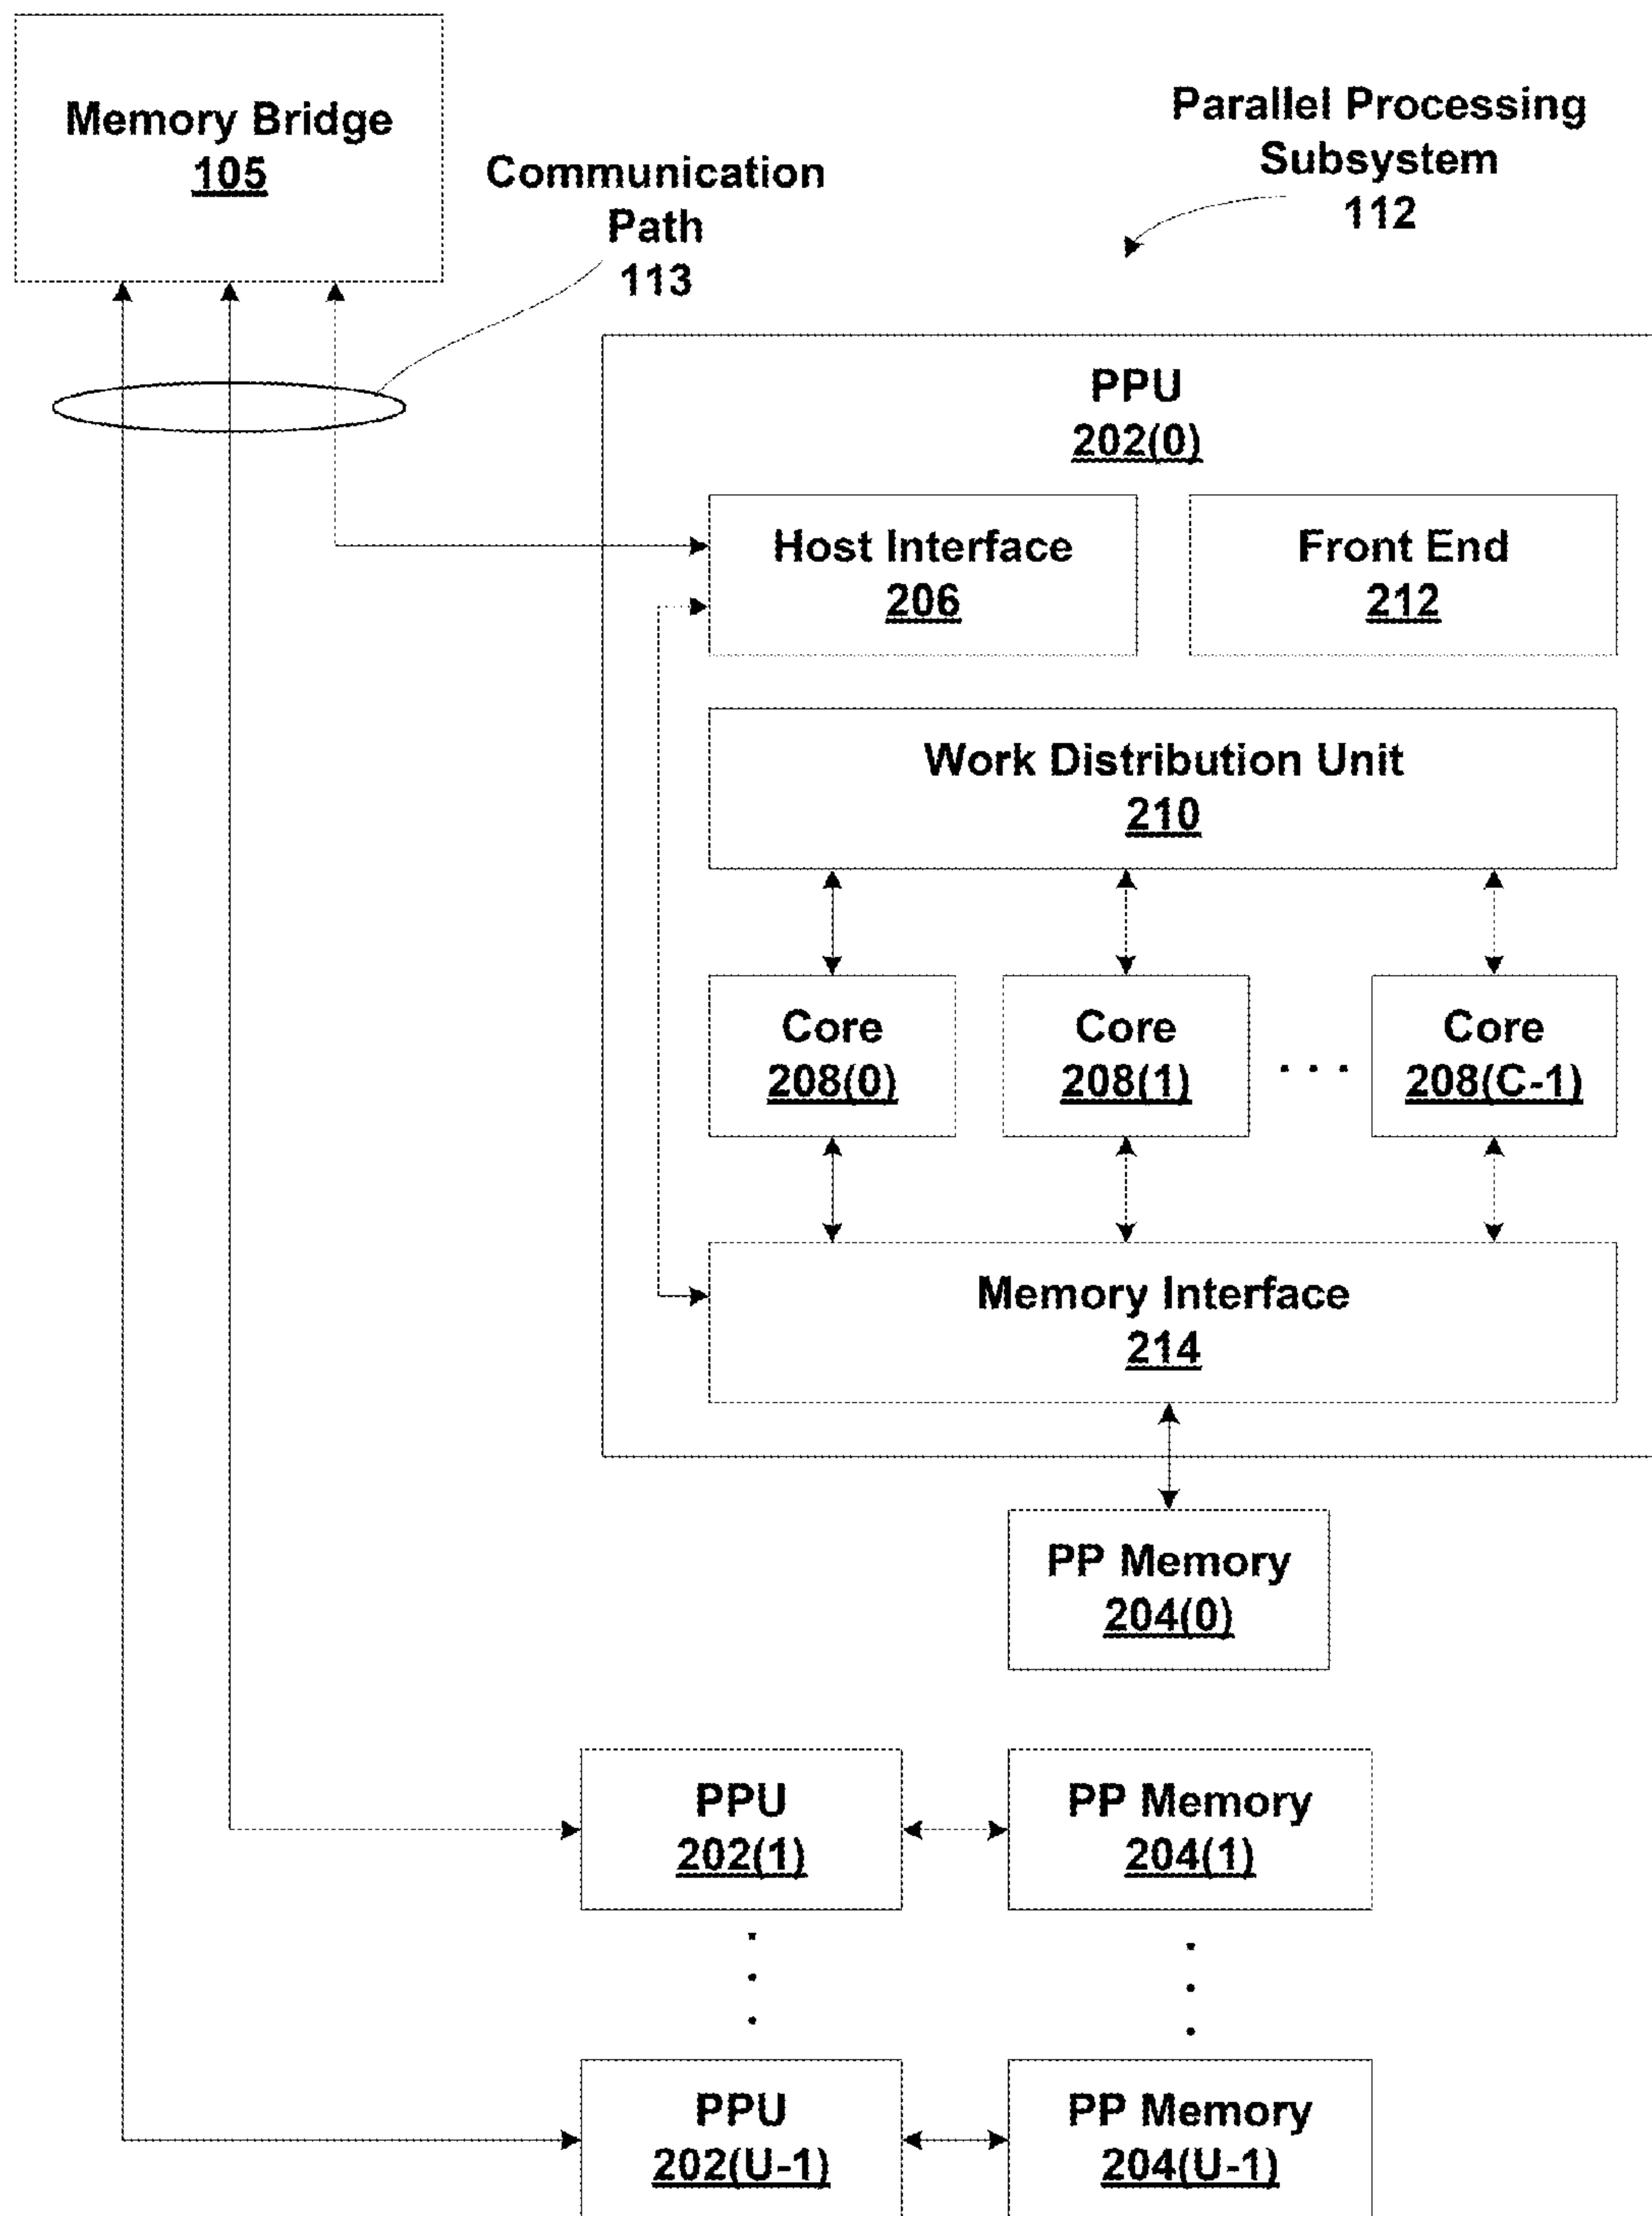 Memory Bridge
105
Communication
Path
113
Parallel Processing
Subsystem
112
PPU
202(0)
Host Interface
206
Front End
212
Work Distribution Unit
210
Core
208(0)
Core
208(1)
. . .
Core
208(C-1)
Memory Interface
214
PP Memory
204(0)
PPU
202(1)
PP Memory
204(1)
PPU
202(U-1)
PP Memory
204(U-1)